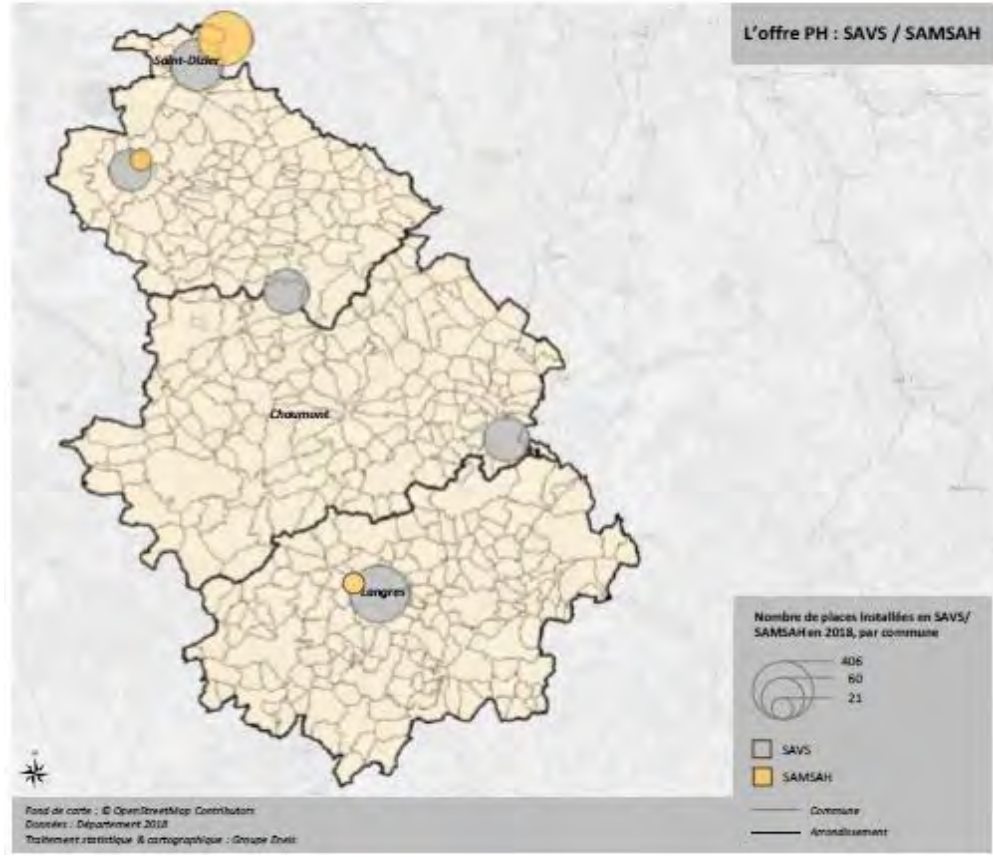 L'offre PH : SAVS / SAMSAH
Saint-Dizier
Chaumont
Langres
Nombre de places installées en SAVS/
SAMSAH en 2018, par commune
406
60
21
SAVS
SAMSAH
Commune
Arrondissement
Fond de carte : © OpenStreetMap Contributors
Données : Département 2018
Traitement statistique & cartographique : Groupe Eneis